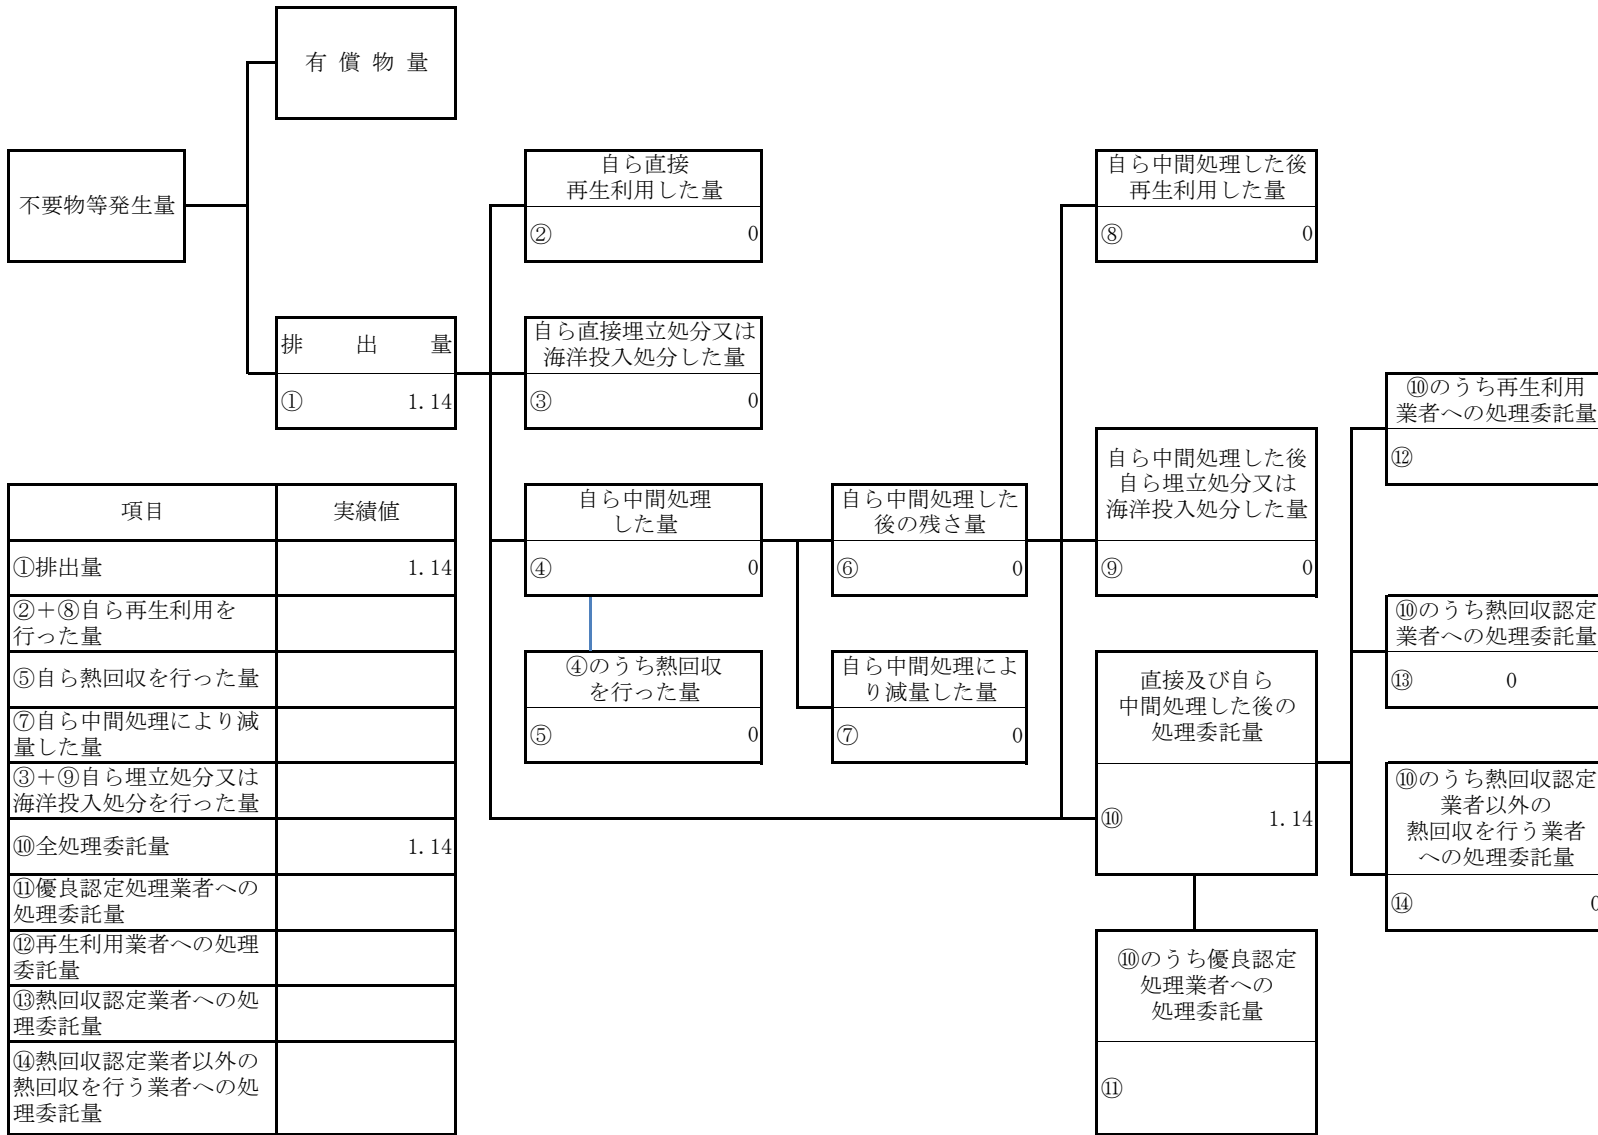 有 償 物 量
不要物等発生量
自ら直接
再生利用した量
② 0
自ら中間処理した後
再生利用した量
⑧ 0
排 出 量
① 1.14
自ら直接埋立処分又は
海洋投入処分した量
③ 0
⑩のうち再生利用
業者への処理委託量
⑫
自ら中間処理した後
自ら埋立処分又は
海洋投入処分した量
⑨ 0
自ら中間処理
した量
④ 0
自ら中間処理した
後の残さ量
⑥ 0
⑩のうち熱回収認定
業者への処理委託量
⑬ 0
④のうち熱回収
を行った量
⑤ 0
自ら中間処理によ
り減量した量
⑦ 0
直接及び自ら
中間処理した後の
処理委託量
⑩ 1.14
⑩のうち熱回収認定
業者以外の
熱回収を行う業者
への処理委託量
⑭ 0
⑩のうち優良認定
処理業者への
処理委託量
⑪
項目 実績値
①排出量 1.14
②＋⑧自ら再生利用を
行った量
⑤自ら熱回収を行った量
⑦自ら中間処理により減
量した量
③＋⑨自ら埋立処分又は
海洋投入処分を行った量
⑩全処理委託量 1.14
⑪優良認定処理業者への
処理委託量
⑫再生利用業者への処理
委託量
⑬熱回収認定業者への処
理委託量
⑭熱回収認定業者以外の
熱回収を行う業者への処
理委託量